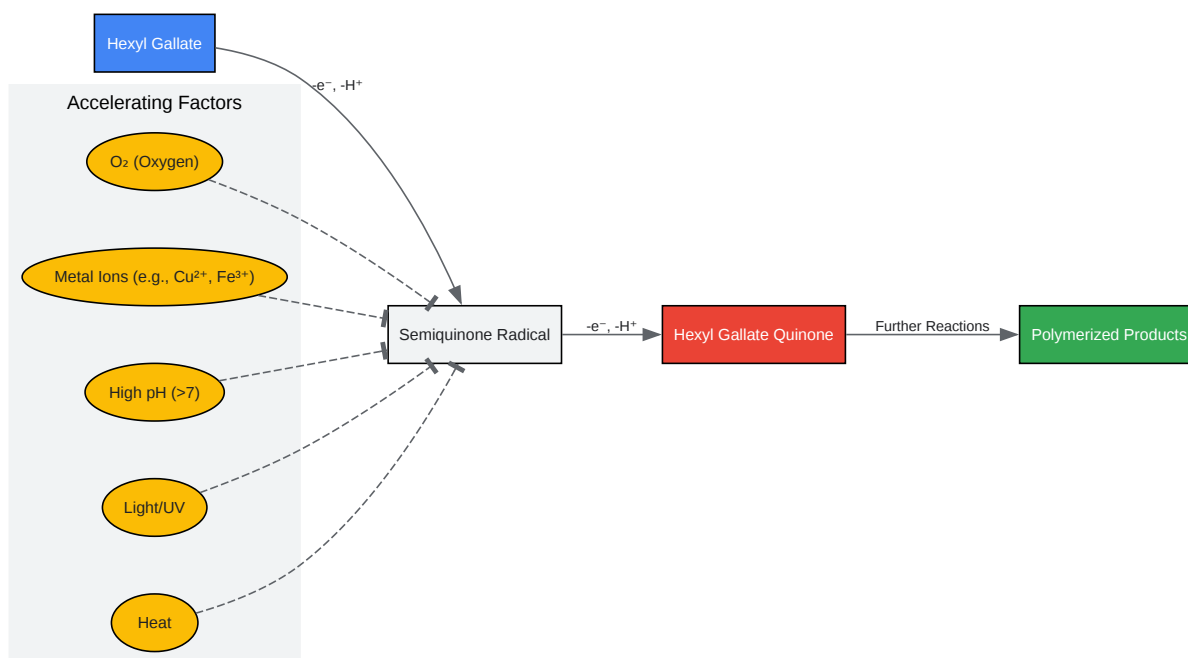 Hexyl Gallate
-e⁻, -H⁺
Accelerating Factors
O₂ (Oxygen)
Metal Ions (e.g., Cu²⁺, Fe³⁺)
High pH (>7)
Light/UV
Heat
Semiquinone Radical
-e⁻, -H⁺
Hexyl Gallate Quinone
Further Reactions
Polymerized Products